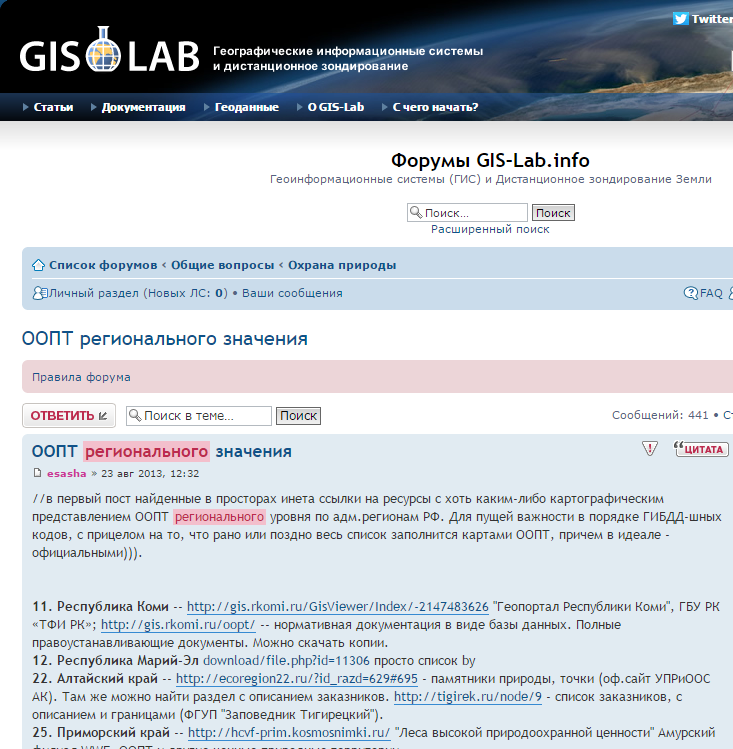 Twitter
GIS LAB
Географические информационные системы
и дистанционное зондирование
Статьи
Документация
Геоданные
О GIS-Lab
С чего начать?
Форумы GIS-Lab.info
Геоинформационные системы (ГИС) и Дистанционное зондирование Земли
Поиск… Поиск
Расширенный поиск
Список форумов ‹ Общие вопросы ‹ Охрана природы
Личный раздел (Новых ЛС: 0) • Ваши сообщения
FAQ
ООПТ регионального значения
Правила форума
ОТВЕТИТЬ
Поиск в теме… Поиск
Сообщений: 441 • Ст
ООПТ регионального значения
ЦИТАТА
esasha » 23 авг 2013, 12:32
//в первый пост найденные в просторах инета ссылки на ресурсы с хоть каким-либо картографическим
представлением ООПТ регионального уровня по адм.регионам РФ. Для пущей важности в порядке ГИБДД-шных
кодов, с прицелом на то, что рано или поздно весь список заполнится картами ООПТ, причем в идеале -
официальными))).
11. Республика Коми -- http://gis.rkomi.ru/GisViewer/Index/-2147483626 "Геопортал Республики Коми", ГБУ РК
«ТФИ РК»; http://gis.rkomi.ru/oopt/ -- нормативная документация в виде базы данных. Полные
правоустанавливающие документы. Можно скачать копии.
12. Республика Марий-Эл download/file.php?id=11306 просто список by
22. Алтайский край -- http://ecoregion22.ru/?id_razd=629#695 - памятники природы, точки (оф.сайт УПРиООС
АК). Там же можно найти раздел с описанием заказников. http://tigirek.ru/node/9 - список заказников, с
описанием и границами (ФГУП "Заповедник Тигирецкий").
25. Приморский край -- http://hcvf-prim.kosmosnimki.ru/ "Леса высокой природоохранной ценности" Амурский